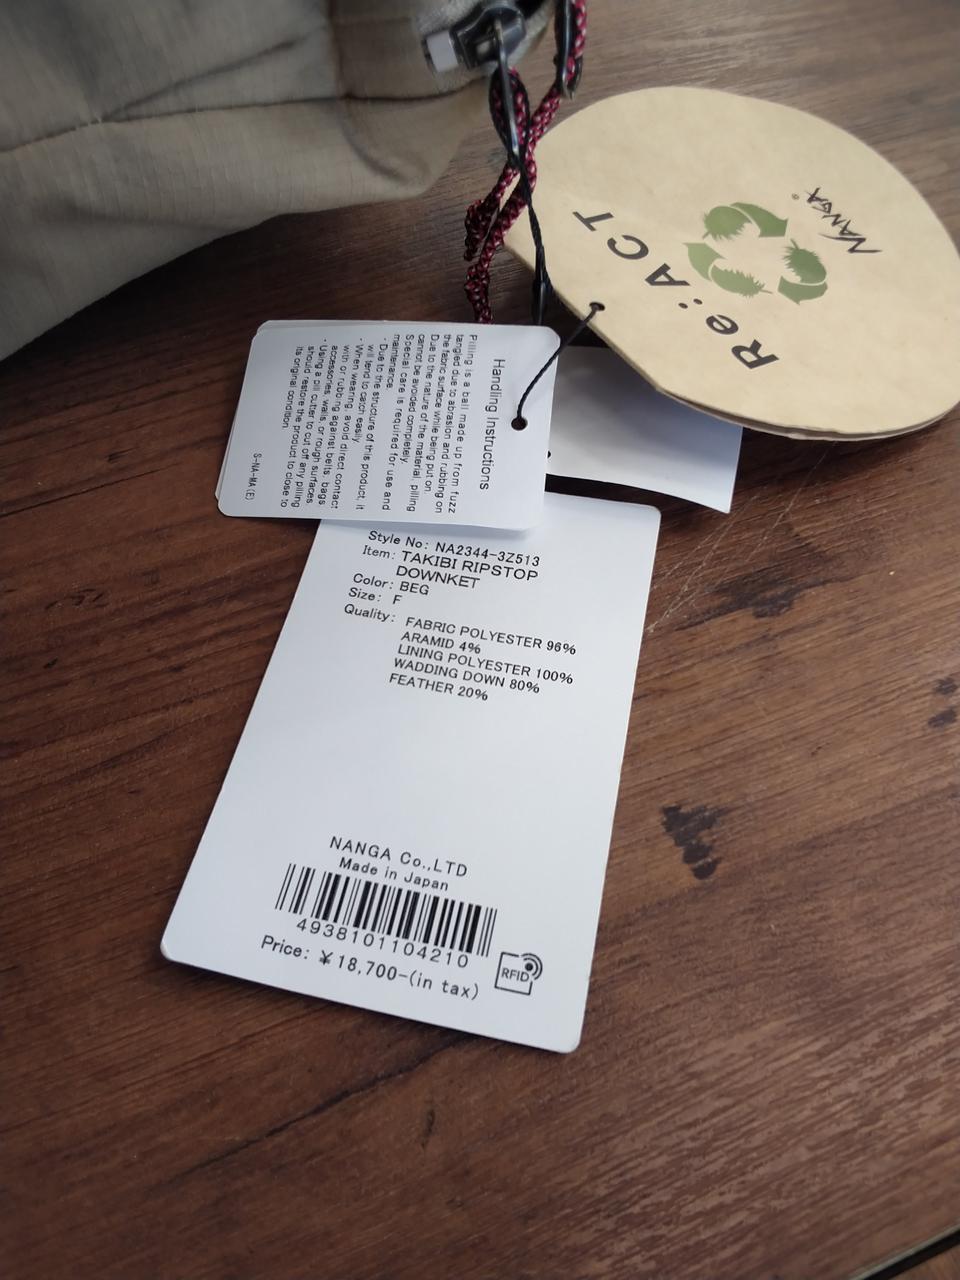 Re:ACT
NANGA®
Handling Instructions
Pilling is a ball made up from fuzz
tangled due to abrasion and rubbing on
the fabric surface while being put on.
Due to the nature of the material, pilling
cannot be avoided completely.
Special care is required for use and
maintenance.
・Due to the structure of this product, it
will tend to catch easily.
・When wearing, avoid direct contact
with or rubbing against belts, bags,
accessories, walls, or rough surfaces.
・Using a pill cutter to cut off any pilling
should restore the product to close to
its original condition.
S-NA-MA(E)
Style No: NA2344-3Z513
Item: TAKIBI RIPSTOP
DOWNKET
Color: BEG
Size: F
Quality: FABRIC POLYESTER 96%
ARAMID 4%
LINING POLYESTER 100%
WADDING DOWN 80%
FEATHER 20%
NANGA Co.,LTD
Made in Japan
4938101104210
Price: ¥18,700-(in tax)
RFID